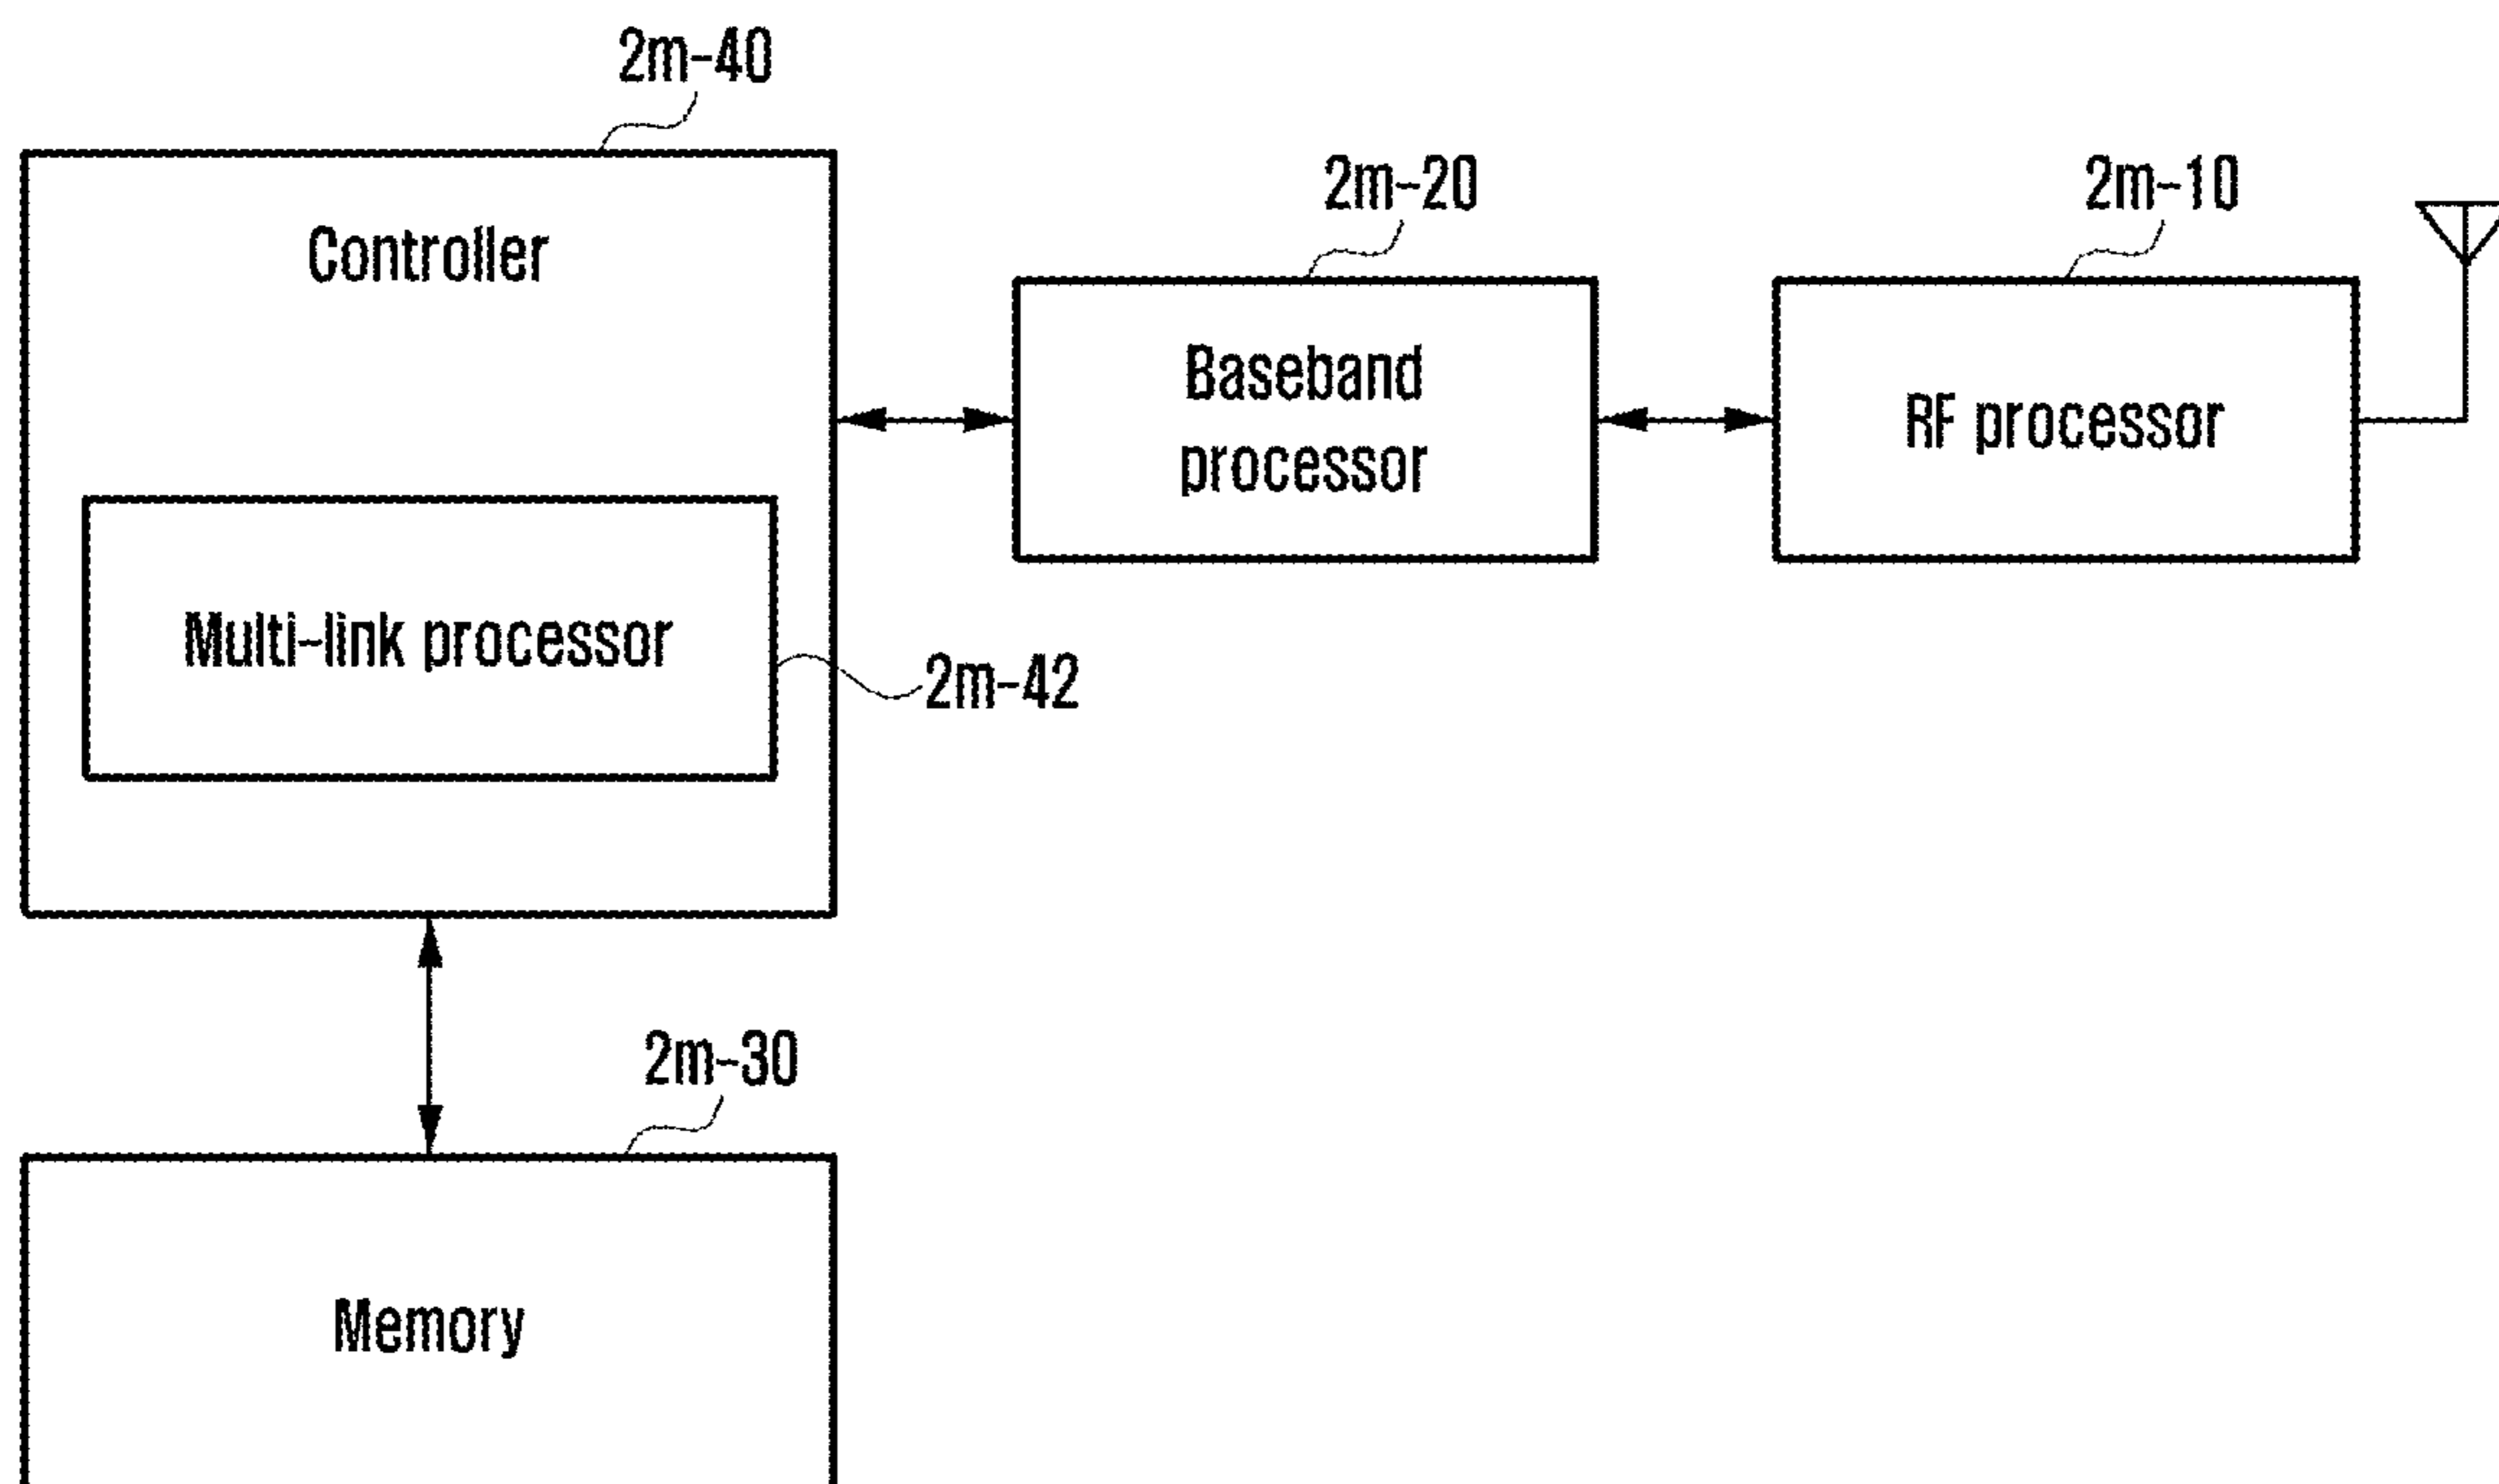 2m-40
Controller
2m-20
2m-10
Baseband
processor
RF processor
Multi-link processor
2m-42
2m-30
Memory